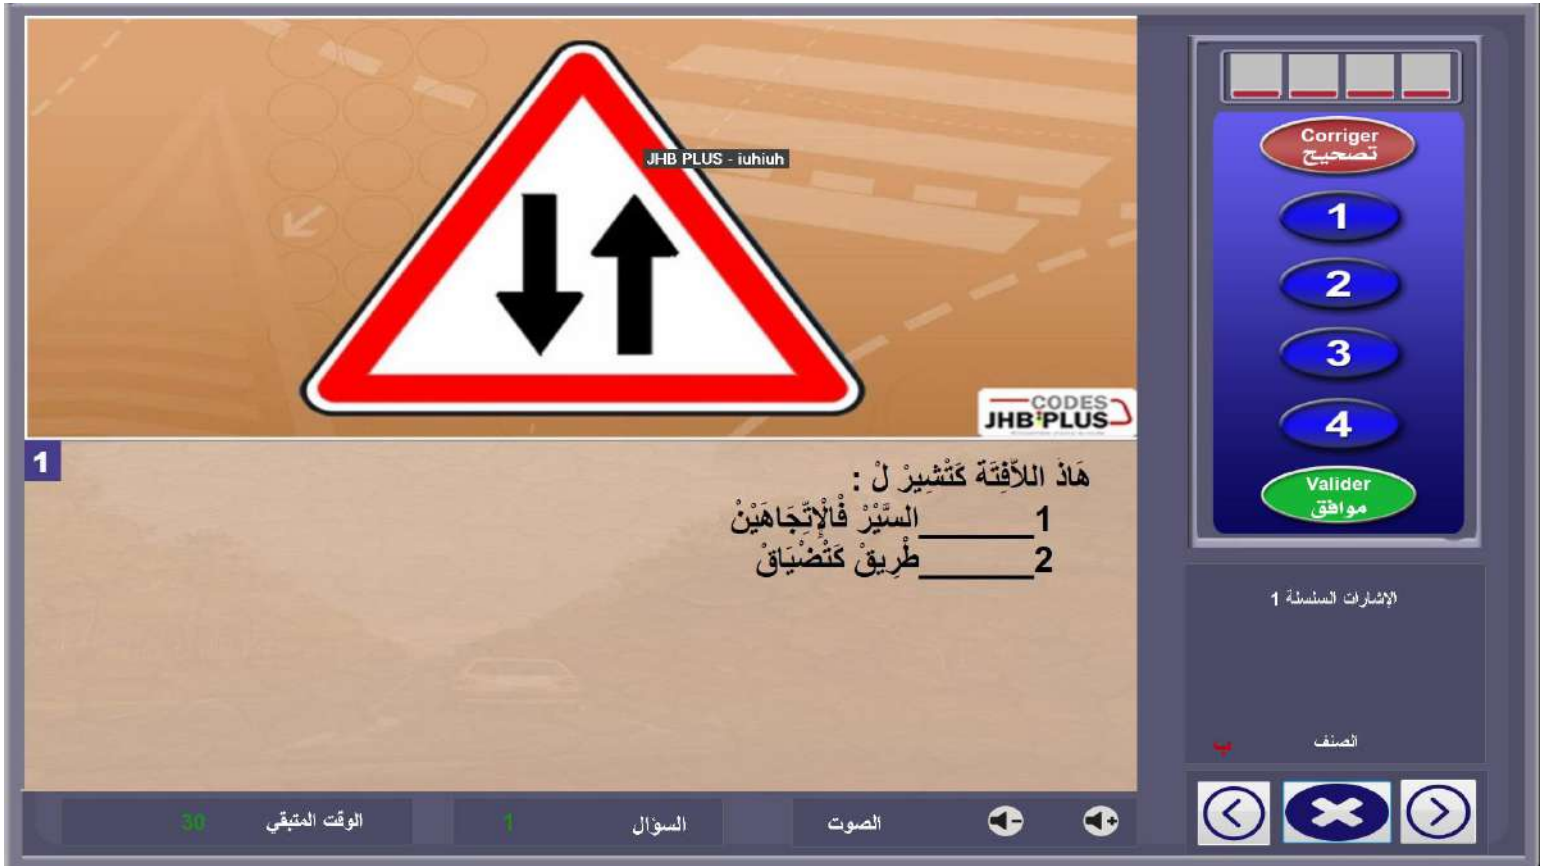 JHB PLUS - iuhiuh
CODES
JHB PLUS
1
هَاذْ اللاَّفِتَة كَتْشِيرْ لْ :
1______السَّيْرْ فْالْإِتِّجَاهَيْنْ
2______طْرِيقْ كَتْضْيَاقْ
Corriger
تصحيح
1
2
3
4
Valider
موافق
الإشارات السلسلة 1
الصنف ب
الصوت
السؤال 1
الوقت المتبقي 30